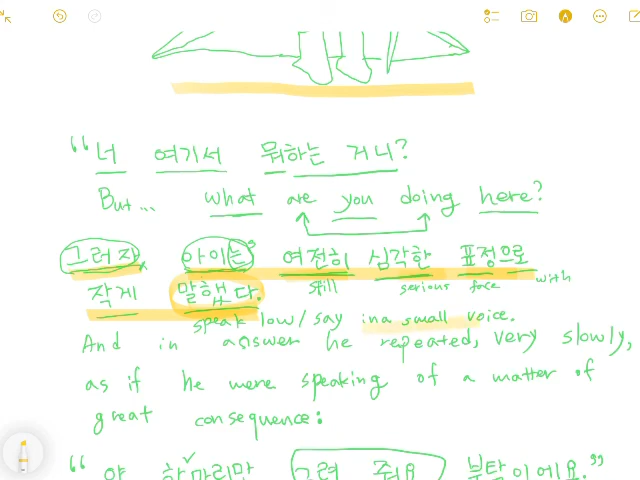 “너 여기서 뭐하는 거니?
But... what are you doing here?
그러자, 아이는 여전히 심각한 표정으로
still serious face with
작게 말했다.
speak low/say in a small voice.
And in answer he repeated, very slowly,
as if he were speaking of a matter of
great consequence:
“양 한마리만 그려 줘요 부탁이에요.”